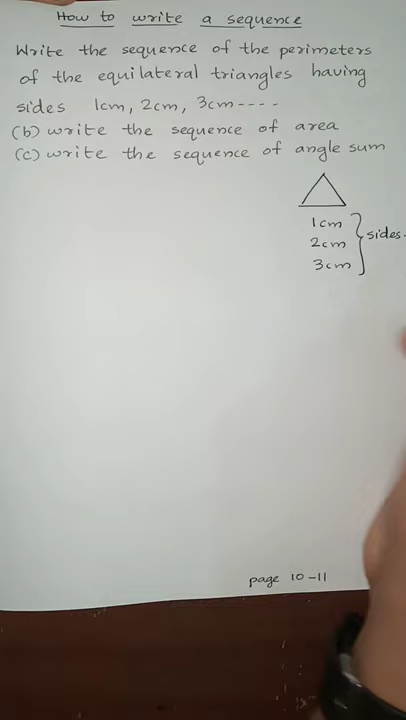 How to write a sequence
Write the sequence of the perimeters
of the equilateral triangles having
sides 1cm, 2cm, 3cm ----
(b) write the sequence of area
(c) write the sequence of angle sum
1cm
2cm
3cm
sides.
page 10-11